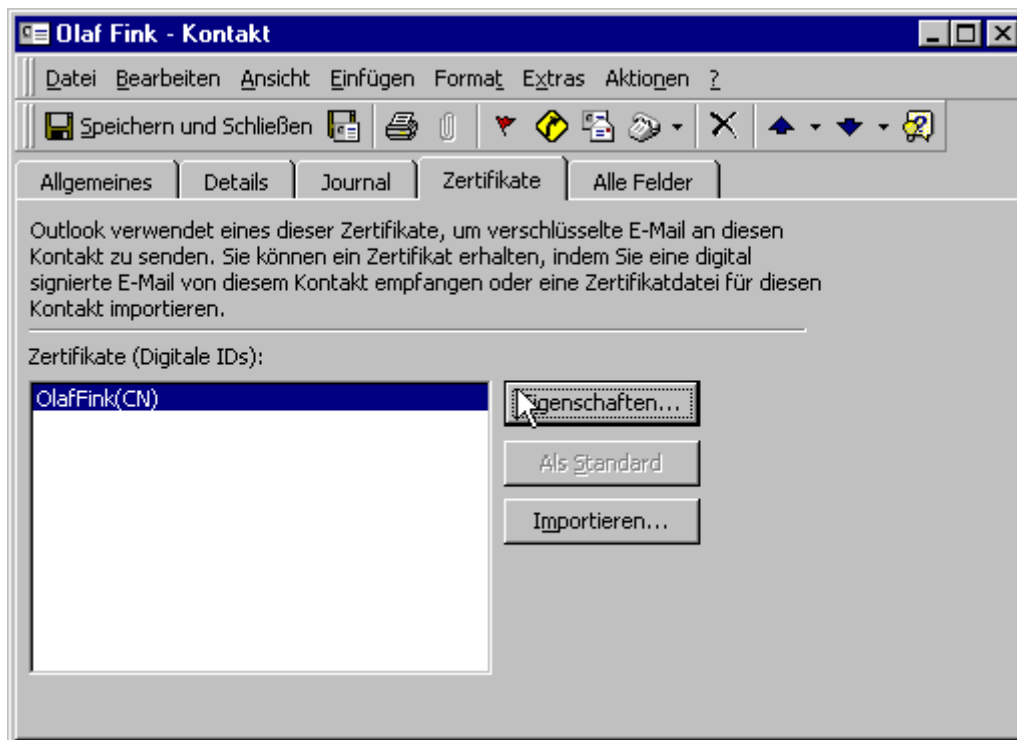 Olaf Fink - Kontakt
Datei Bearbeiten Ansicht Einfügen Format Extras Aktionen ?
Speichern und Schließen
Allgemeines Details Journal Zertifikate Alle Felder
Outlook verwendet eines dieser Zertifikate, um verschlüsselte E-Mail an diesen
Kontakt zu senden. Sie können ein Zertifikat erhalten, indem Sie eine digital
signierte E-Mail von diesem Kontakt empfangen oder eine Zertifikatdatei für diesen
Kontakt importieren.
Zertifikate (Digitale IDs):
OlafFink(CN)
Eigenschaften...
Als Standard
Importieren...